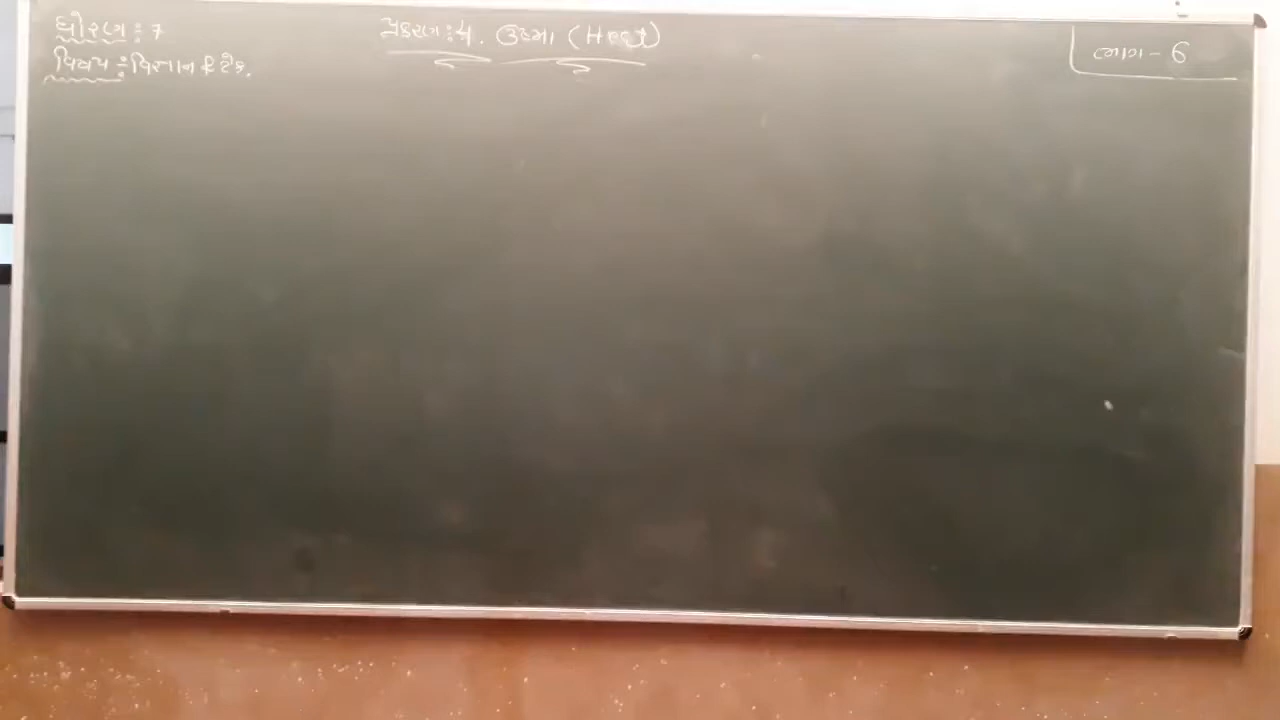 ધોરણ : 7
પ્રકરણ : 4. ઉષ્મા (Heat)
ભાગ - 6
વિષય : વિજ્ઞાન & ટેક.